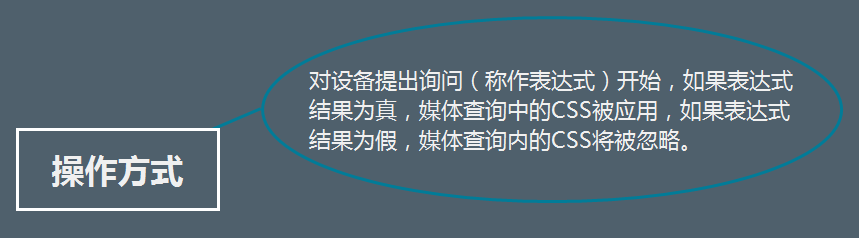 对设备提出询问（称作表达式）开始，如果表达式
结果为真，媒体查询中的CSS被应用，如果表达式
结果为假，媒体查询内的CSS将被忽略。
操作方式